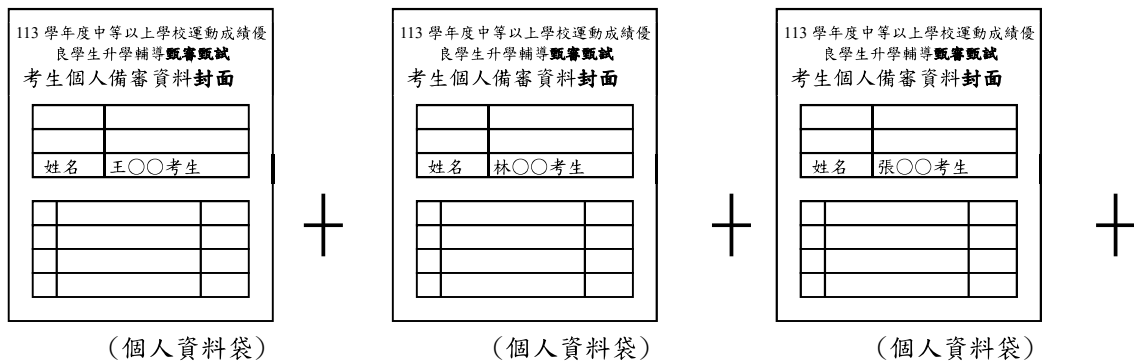 113 學年度中等以上學校運動成績優
良學生升學輔導甄審甄試
考生個人備審資料封面
姓名 王○○考生
(個人資料袋)
+
113 學年度中等以上學校運動成績優
良學生升學輔導甄審甄試
考生個人備審資料封面
姓名 林○○考生
(個人資料袋)
+
113 學年度中等以上學校運動成績優
良學生升學輔導甄審甄試
考生個人備審資料封面
姓名 張○○考生
(個人資料袋)
+